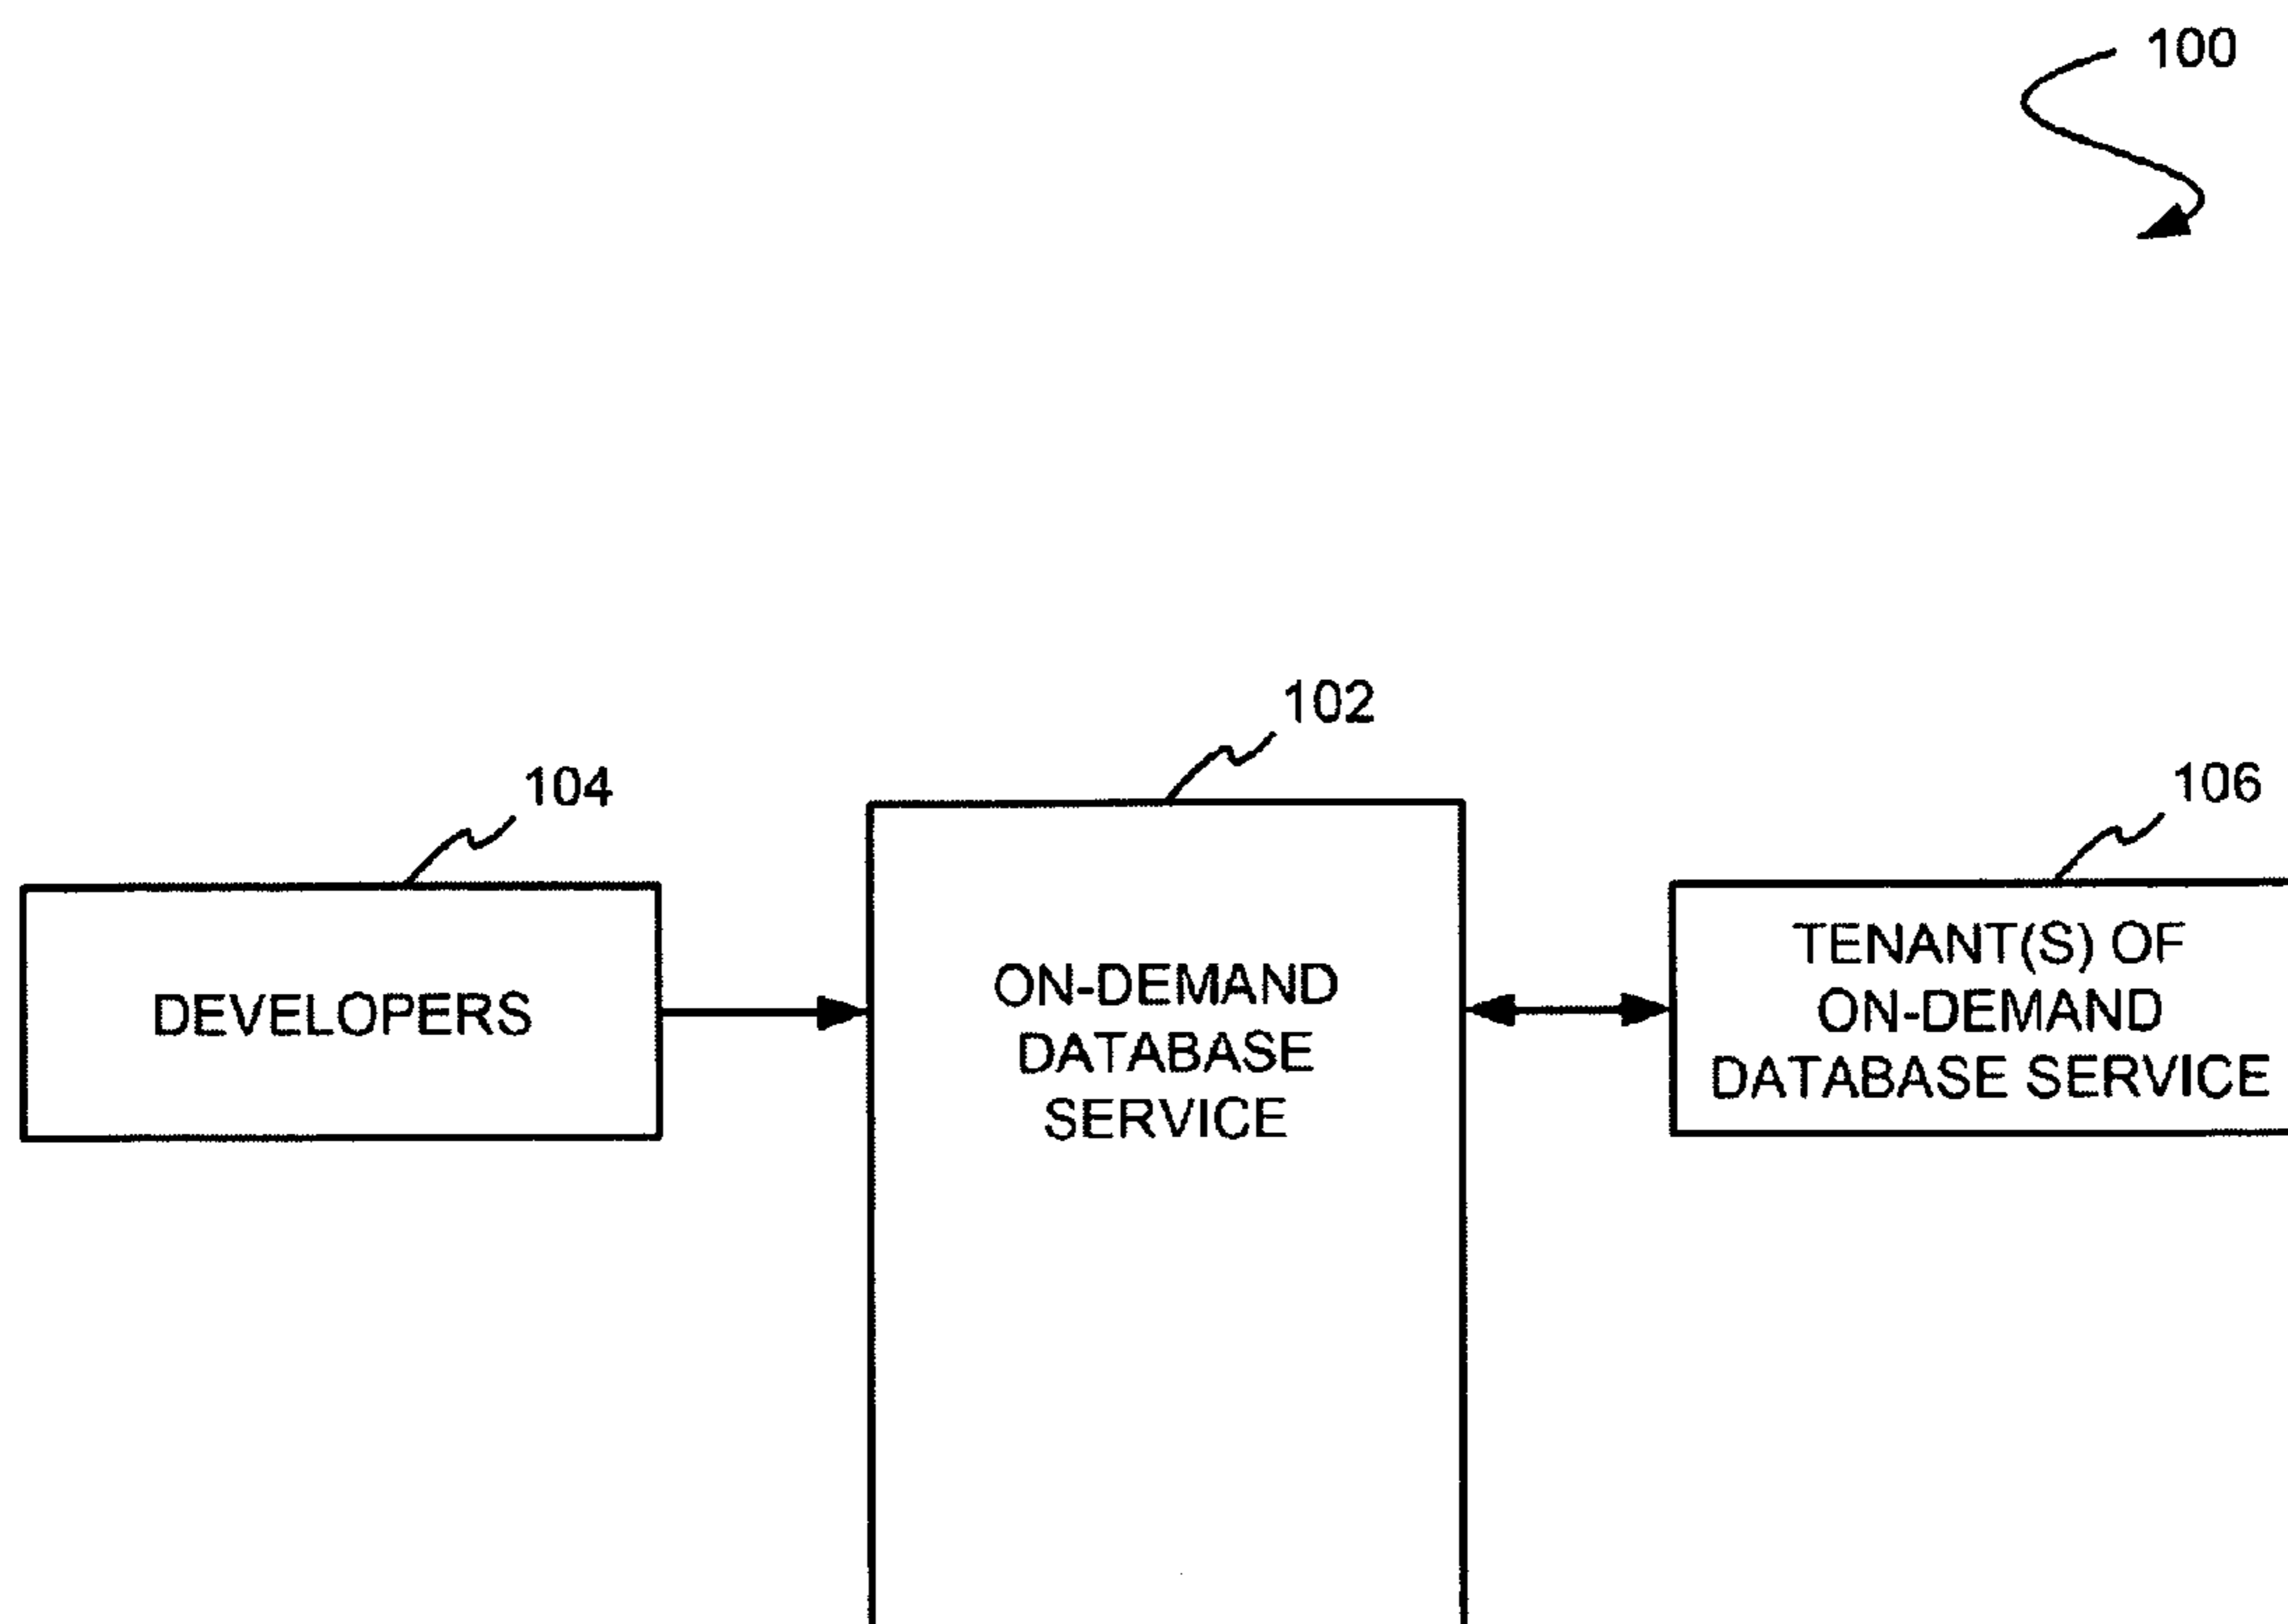 100
102
104
106
DEVELOPERS
ON-DEMAND
DATABASE
SERVICE
TENANT(S) OF
ON-DEMAND
DATABASE SERVICE